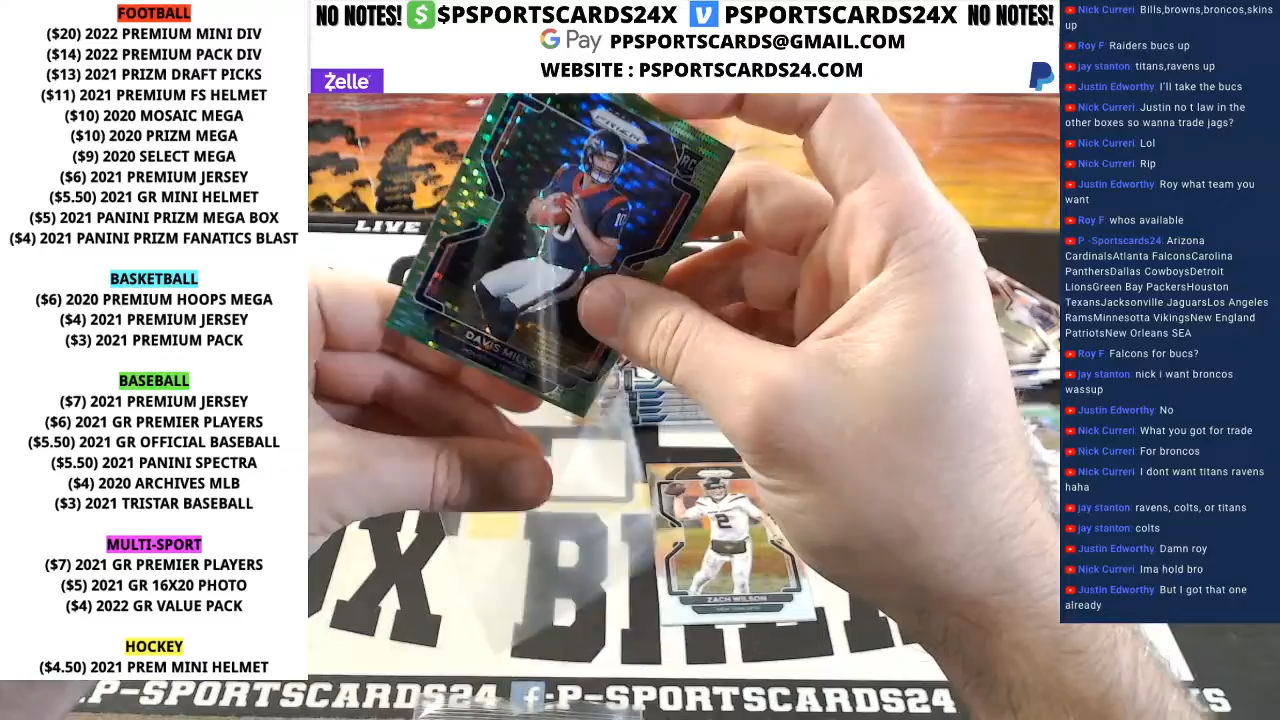 FOOTBALL
($20) 2022 PREMIUM MINI DIV
($14) 2022 PREMIUM PACK DIV
($13) 2021 PRIZM DRAFT PICKS
($11) 2021 PREMIUM FS HELMET
($10) 2020 MOSAIC MEGA
($10) 2020 PRIZM MEGA
($9) 2020 SELECT MEGA
($6) 2021 PREMIUM JERSEY
($5.50) 2021 GR MINI HELMET
($5) 2021 PANINI PRIZM MEGA BOX
($4) 2021 PANINI PRIZM FANATICS BLAST
BASKETBALL
($6) 2020 PREMIUM HOOPS MEGA
($4) 2021 PREMIUM JERSEY
($3) 2021 PREMIUM PACK
BASEBALL
($7) 2021 PREMIUM JERSEY
($6) 2021 GR PREMIER PLAYERS
($5.50) 2021 GR OFFICIAL BASEBALL
($5.50) 2021 PANINI SPECTRA
($4) 2020 ARCHIVES MLB
($3) 2021 TRISTAR BASEBALL
MULTI-SPORT
($7) 2021 GR PREMIER PLAYERS
($5) 2021 GR 16X20 PHOTO
($4) 2022 GR VALUE PACK
HOCKEY
($4.50) 2021 PREM MINI HELMET
NO NOTES! $PSPORTSCARDS24X PSPORTSCARDS24X NO NOTES!
G Pay PPSPORTSCARDS@GMAIL.COM
WEBSITE : PSPORTSCARDS24.COM
Zelle
LIVE
PRIZM
RC
10
DAVIS MILLS
2
ZACH WILSON
NEW YORK JETS
P-SPORTSCARDS24 f:P-SPORTSCARDS24
Nick Curreri Bills,browns,broncos,skins
up
Roy F Raiders bucs up
jay stanton titans,ravens up
Justin Edworthy I'll take the bucs
Nick Curreri Justin no t law in the
other boxes so wanna trade jags?
Nick Curreri Lol
Nick Curreri Rip
Justin Edworthy Roy what team you
want
Roy F whos available
P -Sportscards24 Arizona
CardinalsAtlanta FalconsCarolina
PanthersDallas CowboysDetroit
LionsGreen Bay PackersHouston
TexansJacksonville JaguarsLos Angeles
RamsMinnesota VikingsNew England
PatriotsNew Orleans SEA
Roy F Falcons for bucs?
jay stanton nick i want broncos
wassup
Justin Edworthy No
Nick Curreri What you got for trade
Nick Curreri For broncos
Nick Curreri I dont want titans ravens
haha
jay stanton ravens, colts, or titans
jay stanton colts
Justin Edworthy Damn roy
Nick Curreri Ima hold bro
Justin Edworthy But I got that one
already